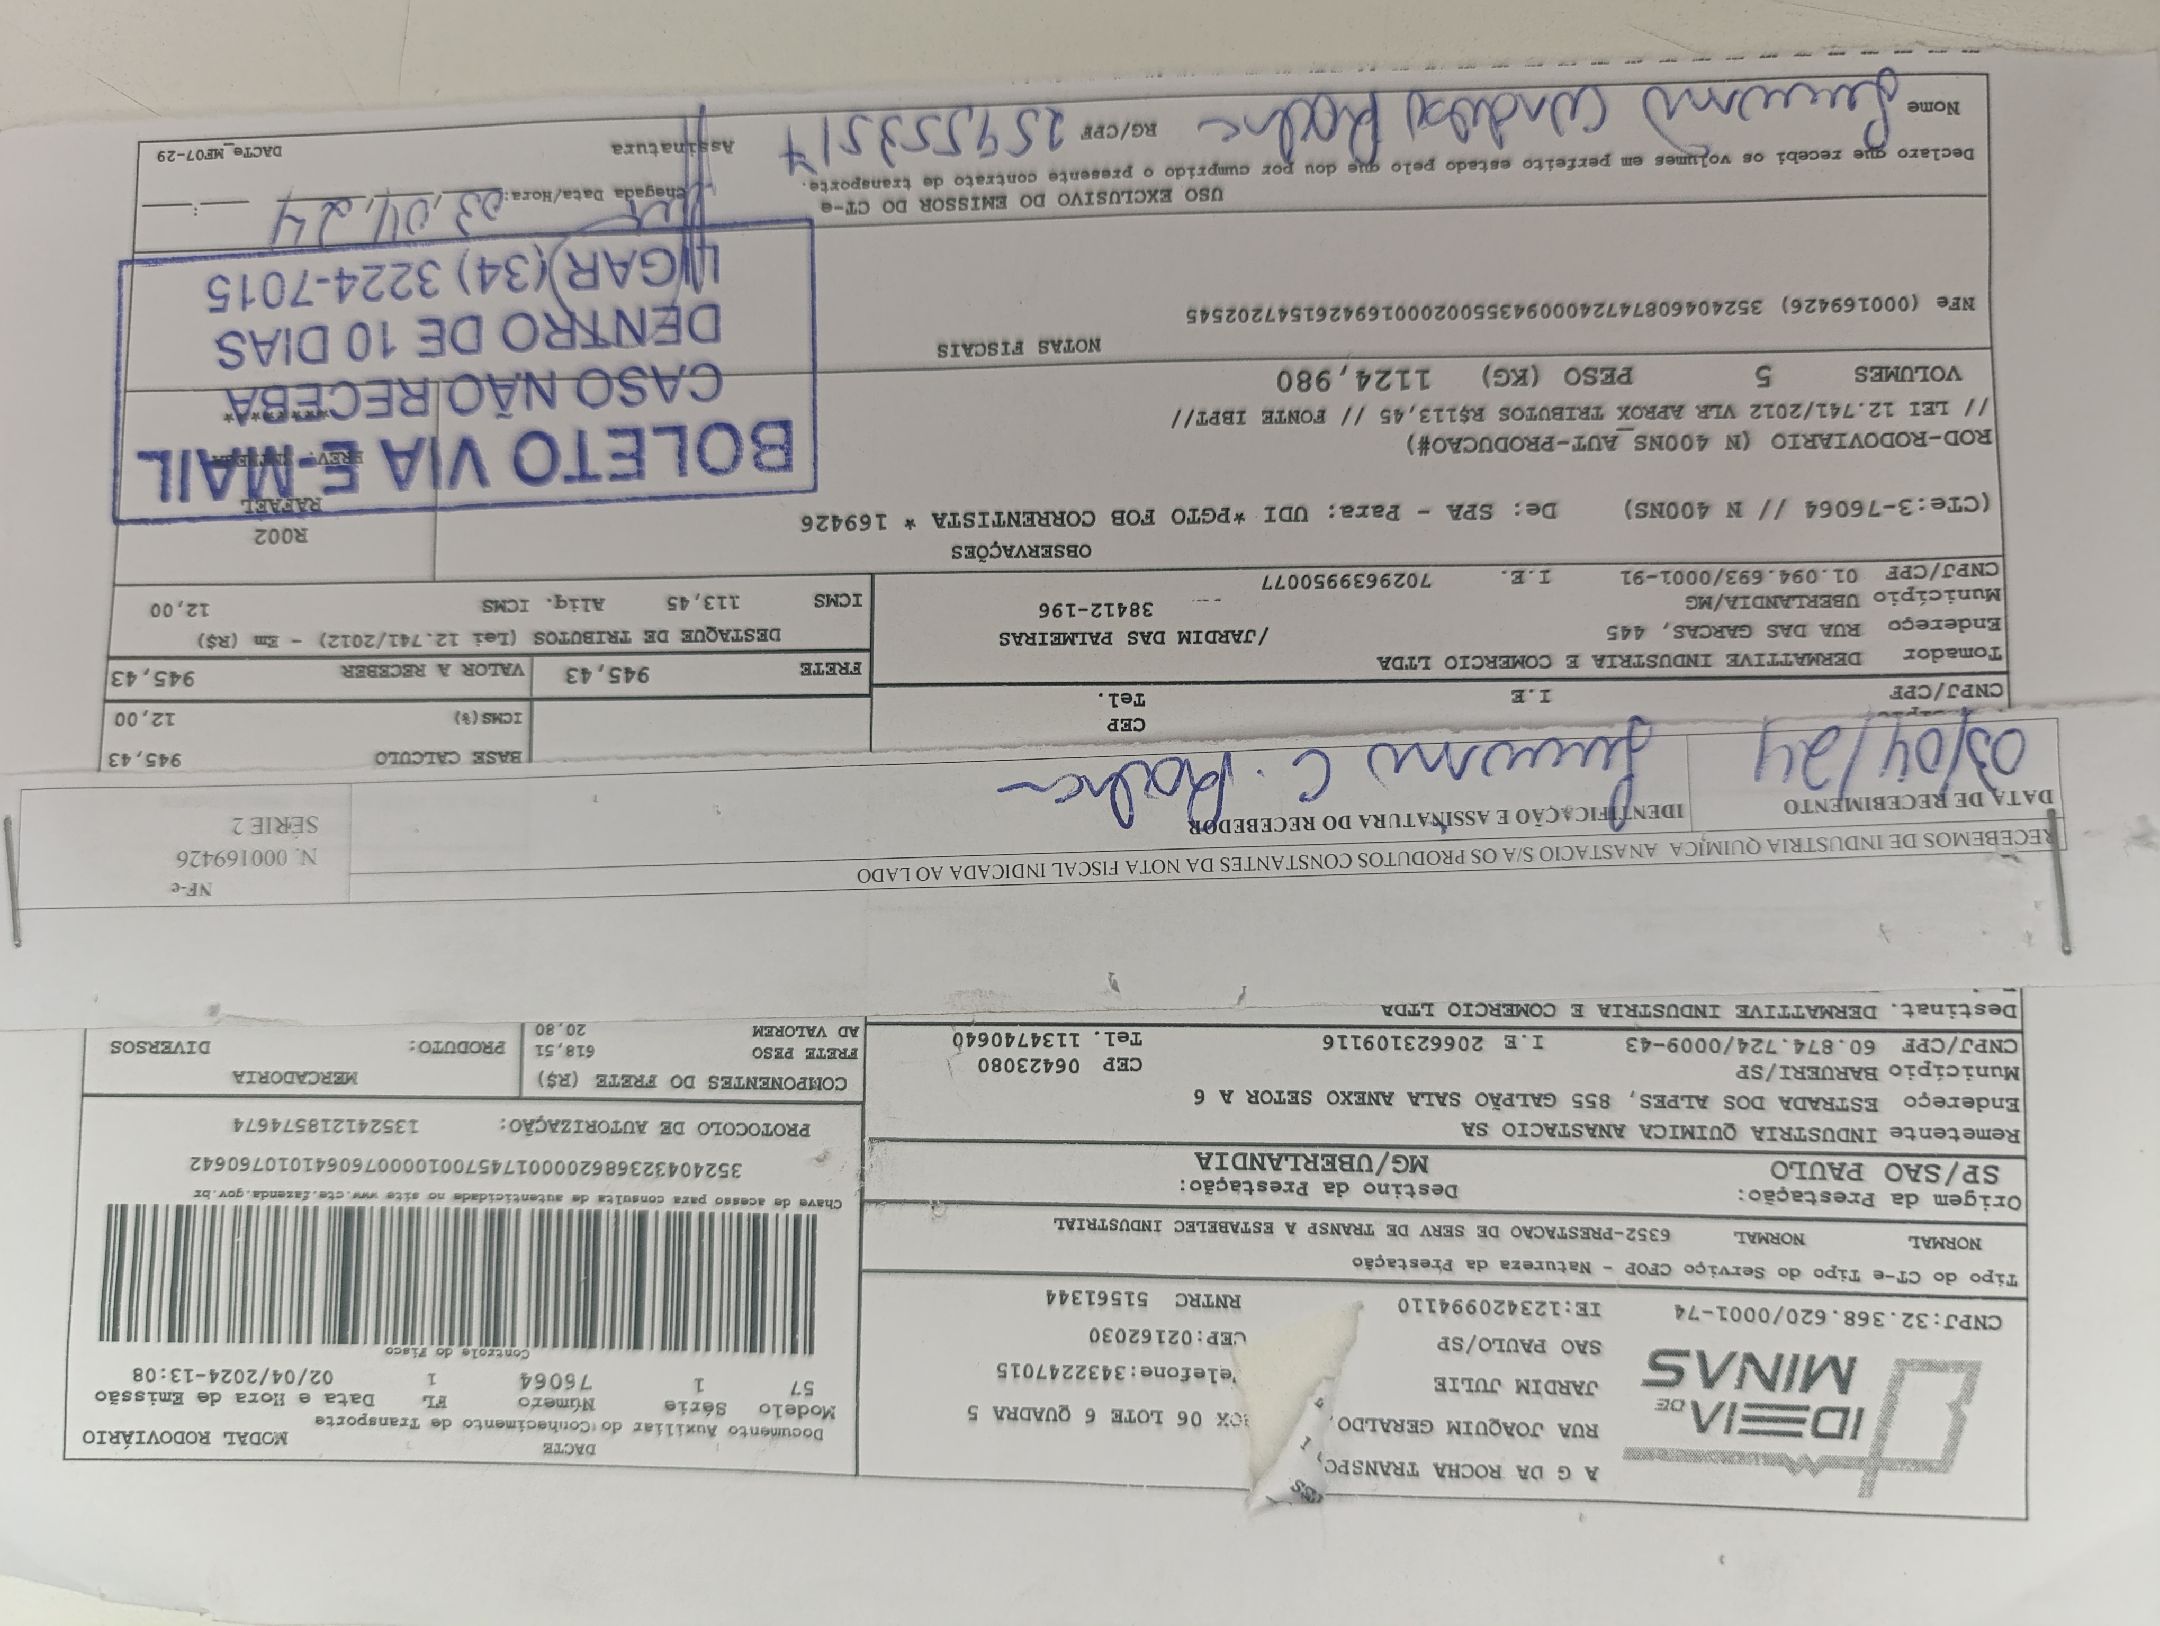 IDEIA DE MINAS
A G DA ROCHA TRANSPO
RUA JOAQUIM GERALDO, BOX 06 LOTE 6 QUADRA 5
JARDIM JULIE Telefone:3432247015
SAO PAULO/SP CEP:02162030
CNPJ:32.368.620/0001-74 IE:123420994110 RNTRC 51561344
DACTE
Documento Auxiliar do Conhecimento de Transporte
MODAL RODOVIÁRIO
Modelo Série Número FL Data e Hora de Emissão
57 1 76064 1 02/04/2024-13:08
Controle do Fisco
Chave de acesso para consulta de autenticidade no site www.cte.fazenda.gov.br
35240432368620000174570010000760641010760642
PROTOCOLO DE AUTORIZAÇÃO: 135241218574674
Tipo do CT-e Tipo do Serviço CFOP - Natureza da Prestação
NORMAL NORMAL 6352-PRESTACAO DE SERV DE TRANSP A ESTABELEC INDUSTRIAL
Origem da Prestação: Destino da Prestação:
SP/SAO PAULO MG/UBERLANDIA
Remetente INDUSTRIA QUIMICA ANASTACIO SA
Endereço ESTRADA DOS ALPES, 855 GALPÃO SALA ANEXO SETOR A 6
Município BARUERI/SP CEP 06423080
CNPJ/CPF 60.874.724/0009-43 I.E 206623109116 Tel. 1134740640
Destinat. DERMATTIVE INDUSTRIA E COMERCIO LTDA
COMPONENTES DO FRETE (R$) MERCADORIA
FRETE PESO 618,51 PRODUTO: DIVERSOS
AD VALOREM 20,80
NF-e
N. 000169426
SÉRIE 2
RECEBEMOS DE INDUSTRIA QUIMICA ANASTACIO S/A OS PRODUTOS CONSTANTES DA NOTA FISCAL INDICADA AO LADO
DATA DE RECEBIMENTO IDENTIFICAÇÃO E ASSINATURA DO RECEBEDOR
03/04/24
CEP
CNPJ/CPF I.E Tel.
BASE CALCULO 945,43
ICMS(%) 12,00
Tomador DERMATTIVE INDUSTRIA E COMERCIO LTDA
Endereço RUA DAS GARCAS, 445 /JARDIM DAS PALMEIRAS
Município UBERLANDIA/MG 38412-196
CNPJ/CPF 01.094.693/0001-91 I.E. 7029639950077
FRETE 945,43 VALOR A RECEBER 945,43
DESTAQUE DE TRIBUTOS (Lei 12.741/2012) - Em (R$)
ICMS 113,45 Aliq. ICMS 12,00
OBSERVAÇÕES
(CTe:3-76064 // N 400NS) De: SPA - Para: UDI *PGTO FOB CORRENTISTA * 169426
R002
RAFAEL
ROD-RODOVIARIO (N 400NS_AUT-PRODUCAO#)
// LEI 12.741/2012 VLR APROX TRIBUTOS R$113,45 // FONTE IBPT//
VOLUMES 5 PESO (KG) 1124,980
BOLETO VIA E-MAIL
CASO NÃO RECEBA
DENTRO DE 10 DIAS
LIGAR (34) 3224-7015
NOTAS FISCAIS
NFe (000169426) 35240460874724000943550020001694261547202545
USO EXCLUSIVO DO EMISSOR DO CT-e
Declaro que recebi os volumes em perfeito estado pelo que dou por cumprido o presente contrato de transporte.
Chegada Data/Hora: 03,04,24
Nome RG/CPF 259553517 Assinatura
DACTe_MF07-29